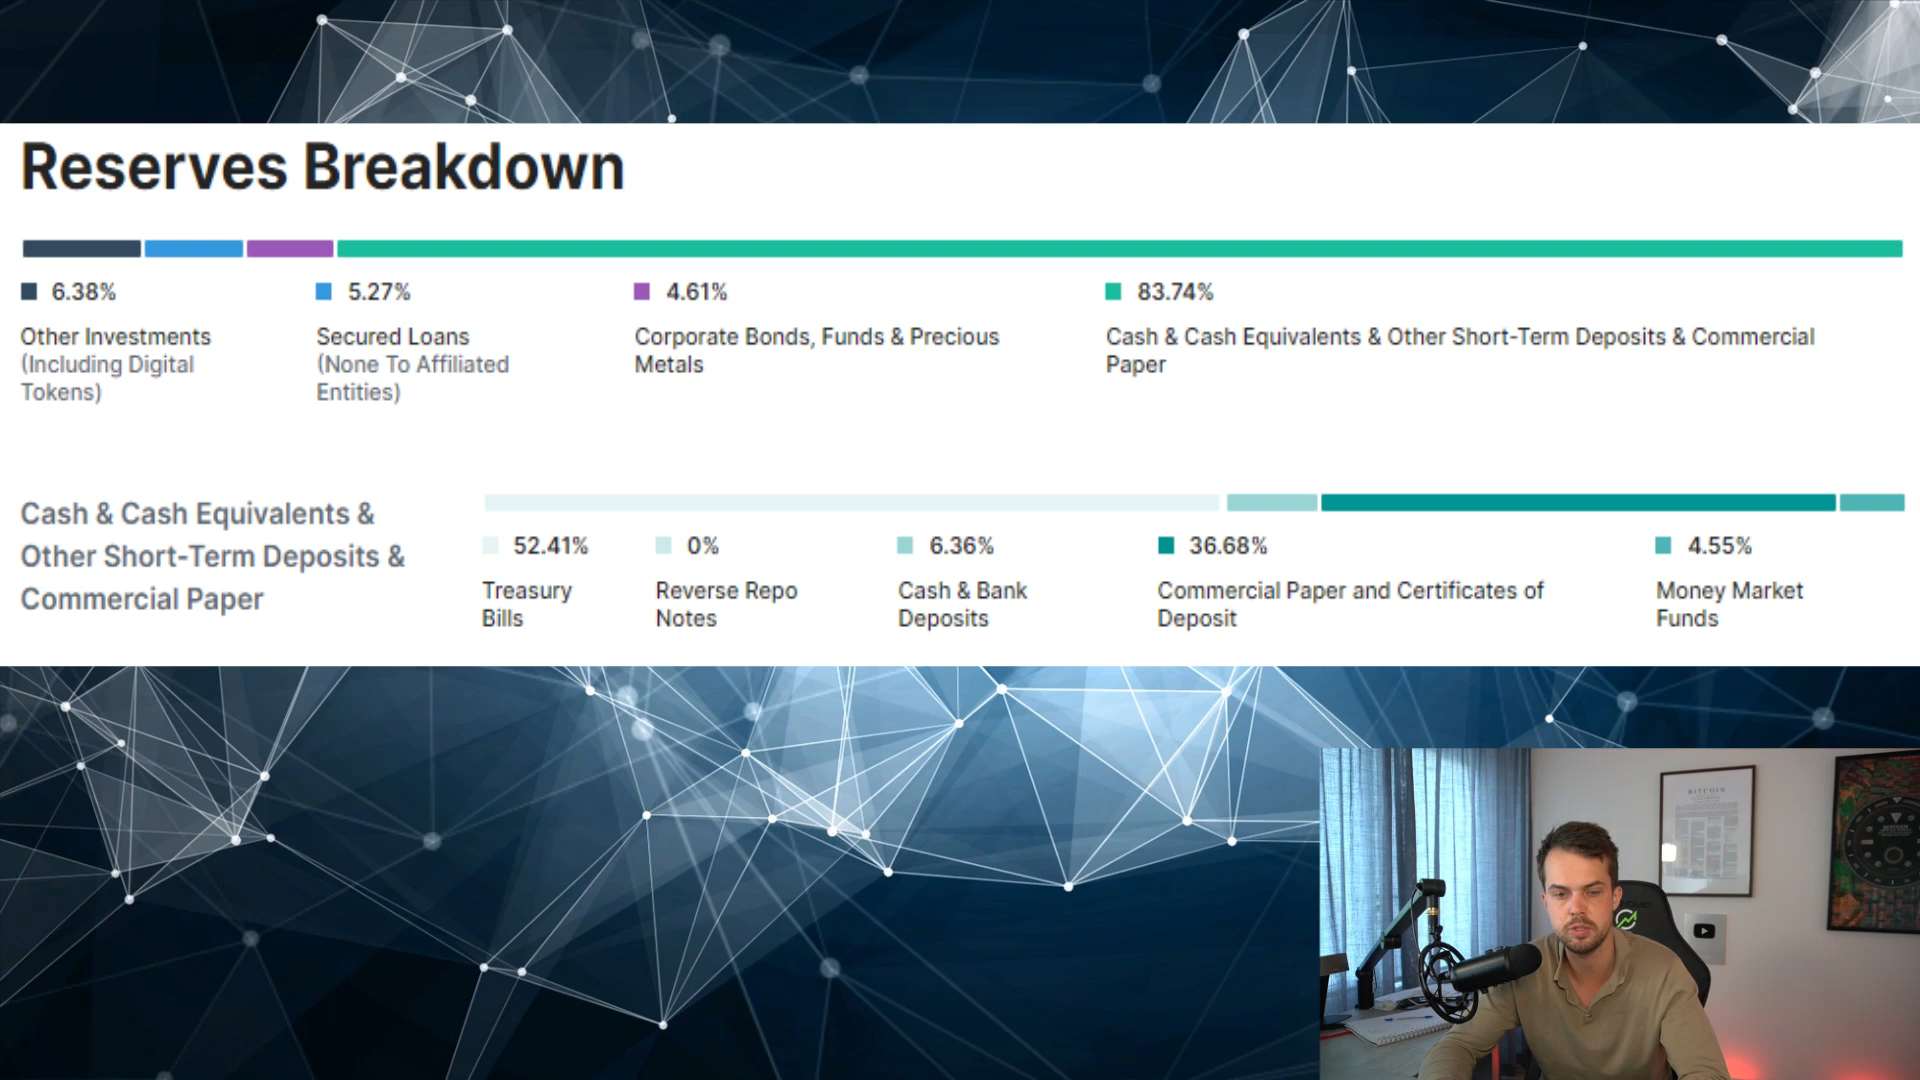 Reserves Breakdown
6.38%
Other Investments
(Including Digital
Tokens)
5.27%
Secured Loans
(None To Affiliated
Entities)
4.61%
Corporate Bonds, Funds & Precious
Metals
83.74%
Cash & Cash Equivalents & Other Short-Term Deposits & Commercial
Paper
Cash & Cash Equivalents &
Other Short-Term Deposits &
Commercial Paper
52.41%
Treasury
Bills
0%
Reverse Repo
Notes
6.36%
Cash & Bank
Deposits
36.68%
Commercial Paper and Certificates of
Deposit
4.55%
Money Market
Funds
BITCOIN